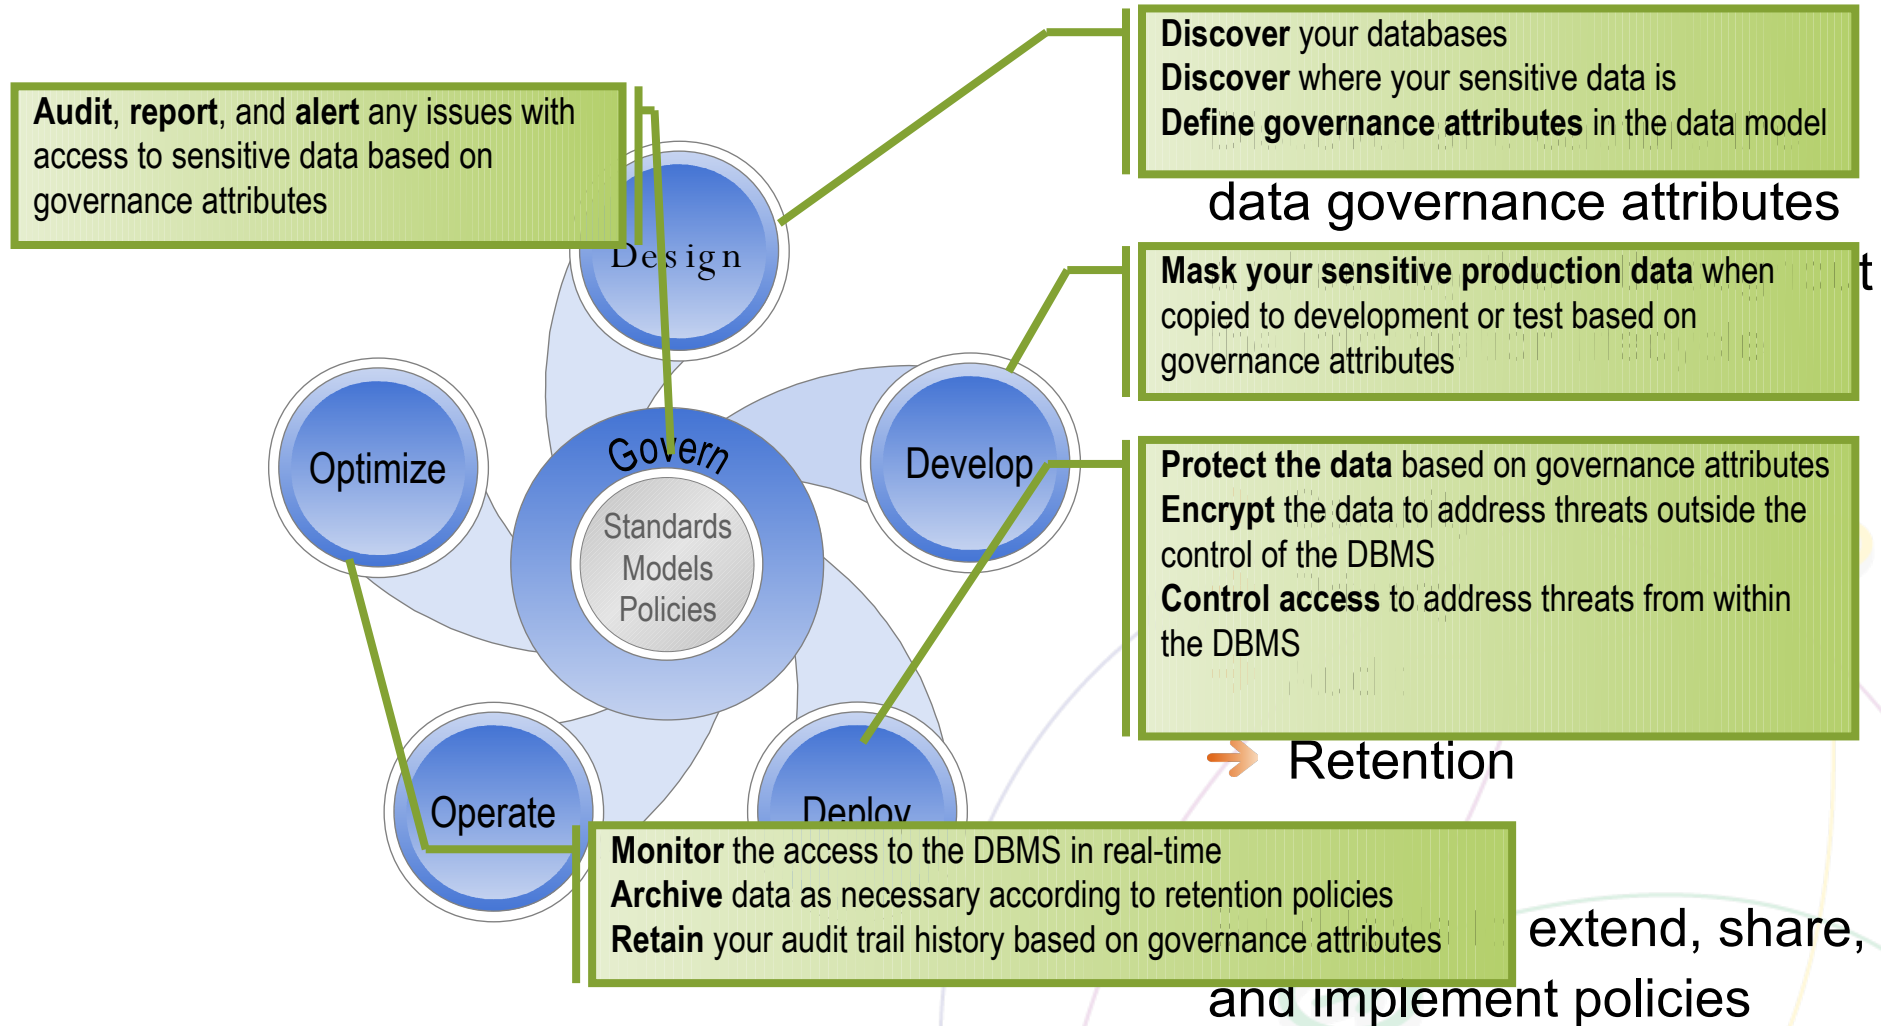 Discover your databases
Discover where your sensitive data is
Define governance attributes in the data model
Audit, report, and alert any issues with
access to sensitive data based on
governance attributes
data governance attributes
Design
Mask your sensitive production data when
copied to development or test based on
governance attributes
t
Optimize
Govern
Develop
Standards
Models
Policies
Protect the data based on governance attributes
Encrypt the data to address threats outside the
control of the DBMS
Control access to address threats from within
the DBMS
Retention
Operate
Deploy
Monitor the access to the DBMS in real-time
Archive data as necessary according to retention policies
Retain your audit trail history based on governance attributes
extend, share,
and implement policies